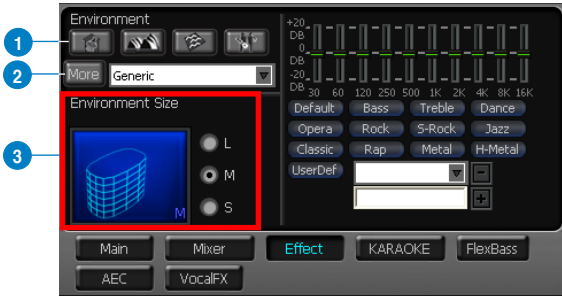 Environment
1
2
More Generic
Environment Size
3
L
M
S
M
+20
DB
0
DB
-20
DB
30 60 120 250 500 1K 2K 4K 8K 16K
Default Bass Treble Dance
Opera Rock S-Rock Jazz
Classic Rap Metal H-Metal
UserDef
Main Mixer Effect KARAOKE FlexBass
AEC VocalFX